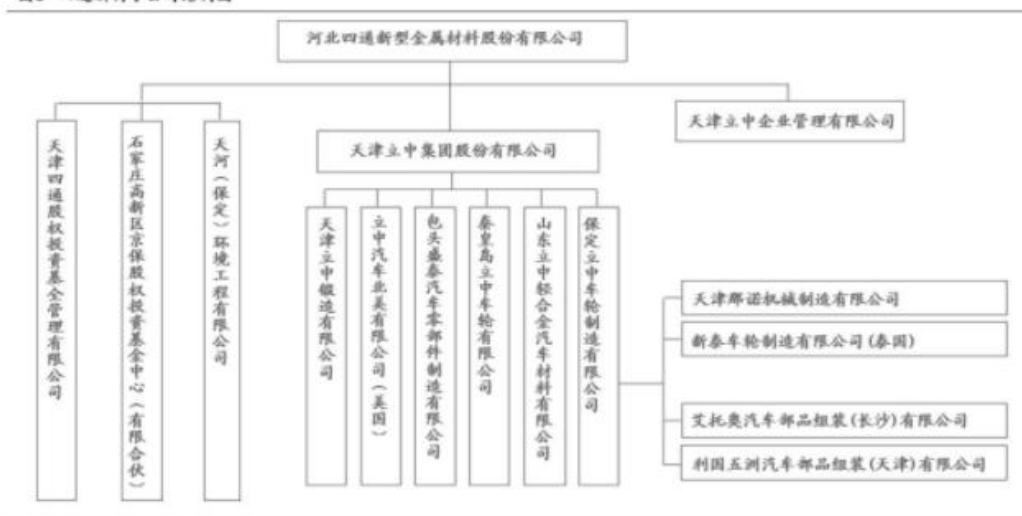 河北四通新型金属材料股份有限公司
天津立中企业管理有限公司
天津立中集团股份有限公司
天津四通股权投资基金管理有限公司
石家庄高新区京保股权投资基金中心（有限合伙）
天河（保定）环境工程有限公司
天津立中锻造有限公司
立中汽车北美有限公司（美国）
包头盛泰汽车零部件制造有限公司
秦皇岛立中车轮有限公司
山东立中轻合金汽车材料有限公司
保定立中车轮制造有限公司
天津那诺机械制造有限公司
新泰车轮制造有限公司(泰国)
艾托奥汽车部品组装(长沙)有限公司
利国五洲汽车部品组装(天津)有限公司